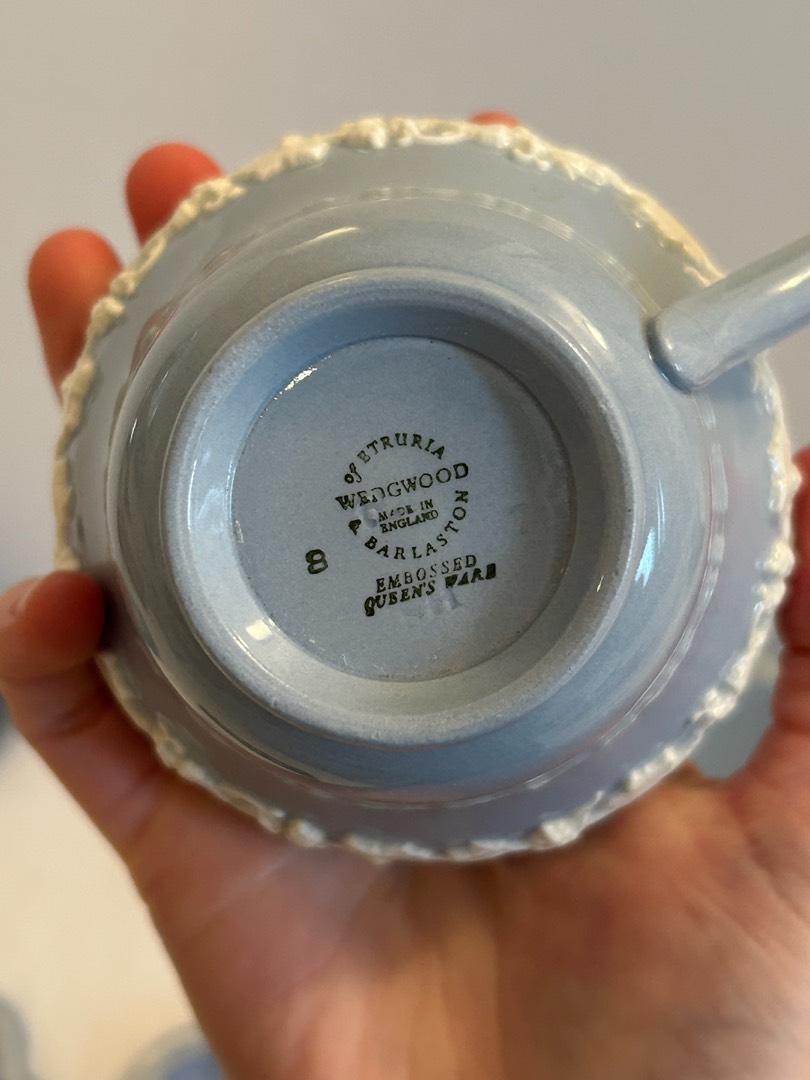 of ETRURIA
WEDGWOOD
MADE IN
ENGLAND
& BARLASTON
8
EMBOSSED
QUEEN'S WARE